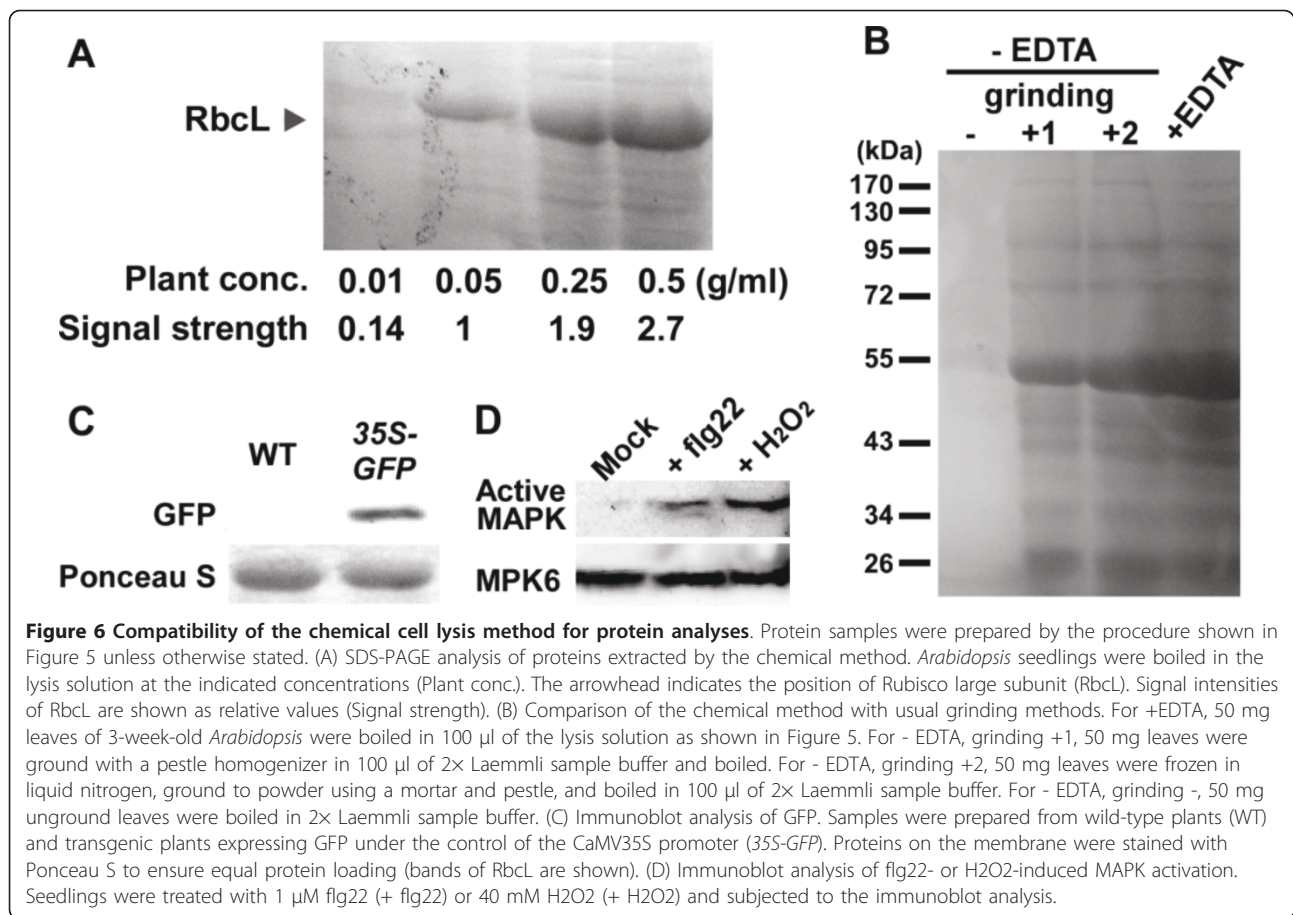 A
RbcL ▶
Plant conc. 0.01 0.05 0.25 0.5 (g/ml)
Signal strength 0.14 1 1.9 2.7
B
- EDTA
grinding
- +1 +2 +EDTA
(kDa)
170
130
95
72
55
43
34
26
C
WT 35S-
GFP
GFP
Ponceau S
D
Mock + flg22 + H₂O₂
Active
MAPK
MPK6
Figure 6 Compatibility of the chemical cell lysis method for protein analyses. Protein samples were prepared by the procedure shown in
Figure 5 unless otherwise stated. (A) SDS-PAGE analysis of proteins extracted by the chemical method. Arabidopsis seedlings were boiled in the
lysis solution at the indicated concentrations (Plant conc.). The arrowhead indicates the position of Rubisco large subunit (RbcL). Signal intensities
of RbcL are shown as relative values (Signal strength). (B) Comparison of the chemical method with usual grinding methods. For +EDTA, 50 mg
leaves of 3-week-old Arabidopsis were boiled in 100 μl of the lysis solution as shown in Figure 5. For - EDTA, grinding +1, 50 mg leaves were
ground with a pestle homogenizer in 100 μl of 2× Laemmli sample buffer and boiled. For - EDTA, grinding +2, 50 mg leaves were frozen in
liquid nitrogen, ground to powder using a mortar and pestle, and boiled in 100 μl of 2× Laemmli sample buffer. For - EDTA, grinding -, 50 mg
unground leaves were boiled in 2× Laemmli sample buffer. (C) Immunoblot analysis of GFP. Samples were prepared from wild-type plants (WT)
and transgenic plants expressing GFP under the control of the CaMV35S promoter (35S-GFP). Proteins on the membrane were stained with
Ponceau S to ensure equal protein loading (bands of RbcL are shown). (D) Immunoblot analysis of flg22- or H2O2-induced MAPK activation.
Seedlings were treated with 1 μM flg22 (+ flg22) or 40 mM H2O2 (+ H2O2) and subjected to the immunoblot analysis.